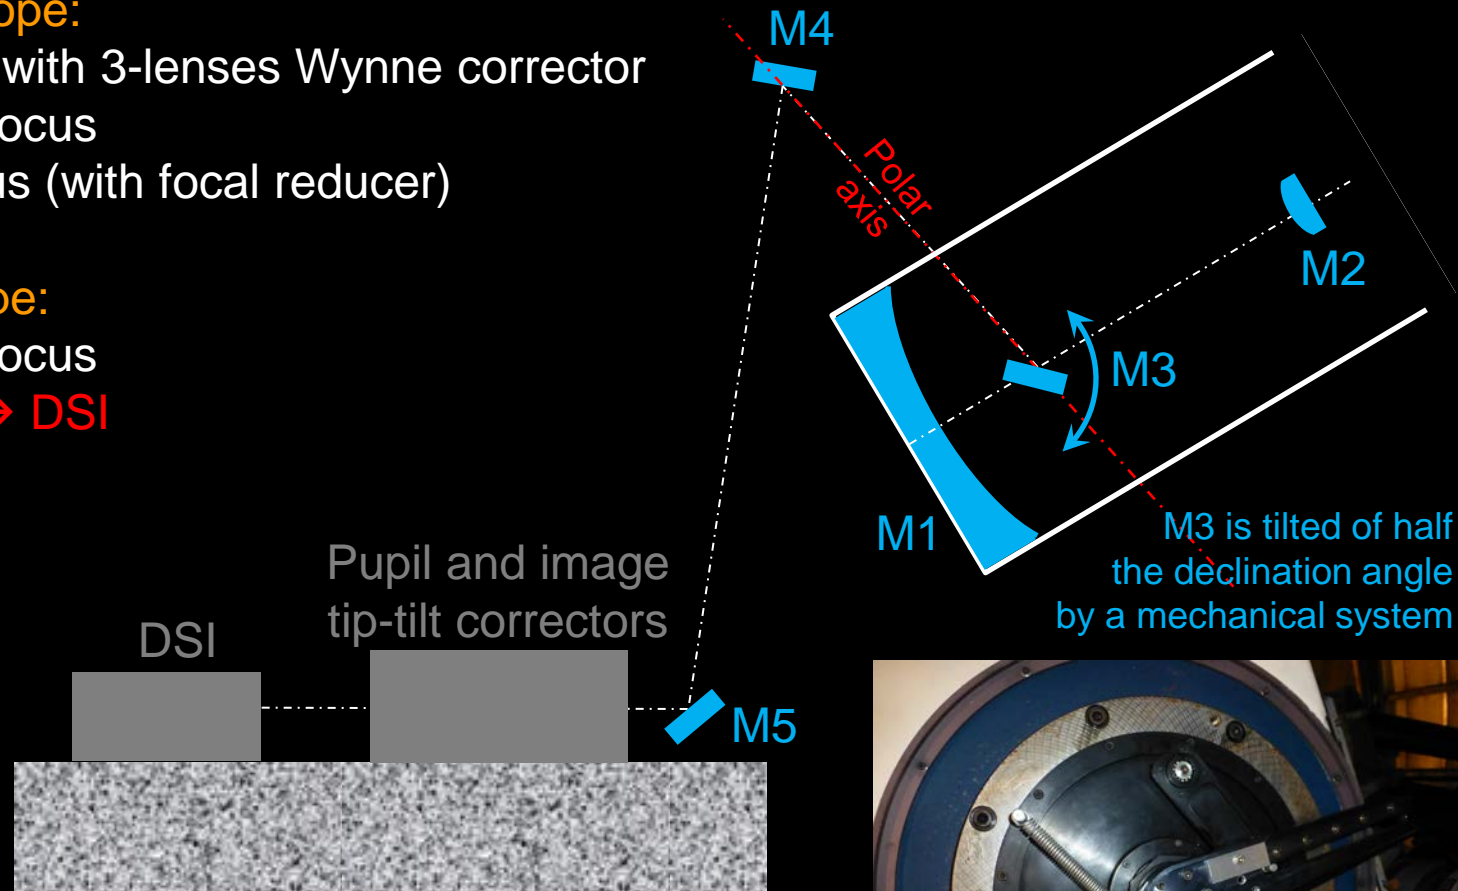 ope:
with 3-lenses Wynne corrector
ocus
us (with focal reducer)
pe:
ocus
→ DSI
M4
Polar
axis
M2
M3
M1
M3 is tilted of half
the declination angle
by a mechanical system
Pupil and image
tip-tilt correctors
DSI
M5